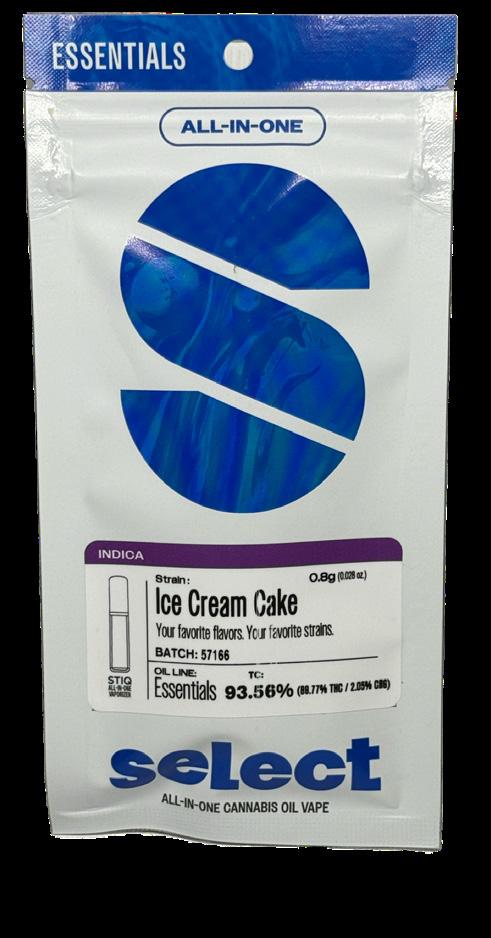 ESSENTIALS
ALL-IN-ONE
S
INDICA
Strain: 0.8g (0.028 oz.)
Ice Cream Cake
Your favorite flavors. Your favorite strains.
BATCH: 57166
OIL LINE: TC:
Essentials 93.56% (89.77% THC / 2.05% CBG)
STIQ
ALL-IN-ONE
VAPORIZER
select
ALL-IN-ONE CANNABIS OIL VAPE